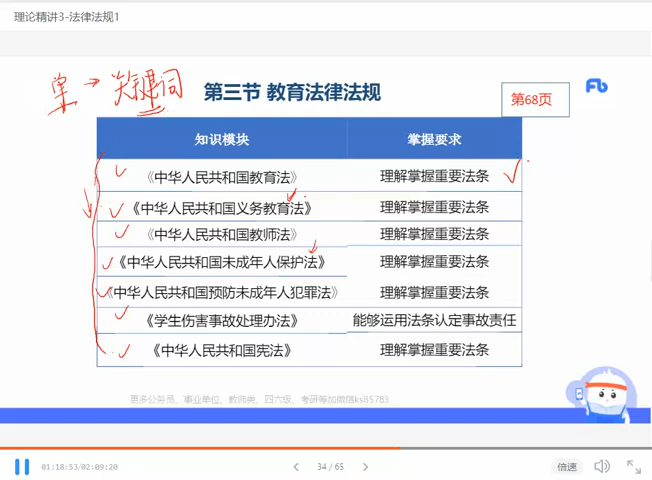 理论精讲3-法律法规1
单→关键词
第三节 教育法律法规
第68页
知识模块 掌握要求
《中华人民共和国教育法》 理解掌握重要法条
《中华人民共和国义务教育法》 理解掌握重要法条
《中华人民共和国教师法》 理解掌握重要法条
《中华人民共和国未成年人保护法》 理解掌握重要法条
《中华人民共和国预防未成年人犯罪法》 理解掌握重要法条
《学生伤害事故处理办法》 能够运用法条认定事故责任
《中华人民共和国宪法》 理解掌握重要法条
更多公务员、事业单位、教师类、四六级、考研等加微信ks85783
01:18:53/02:09:20 34 / 65 倍速